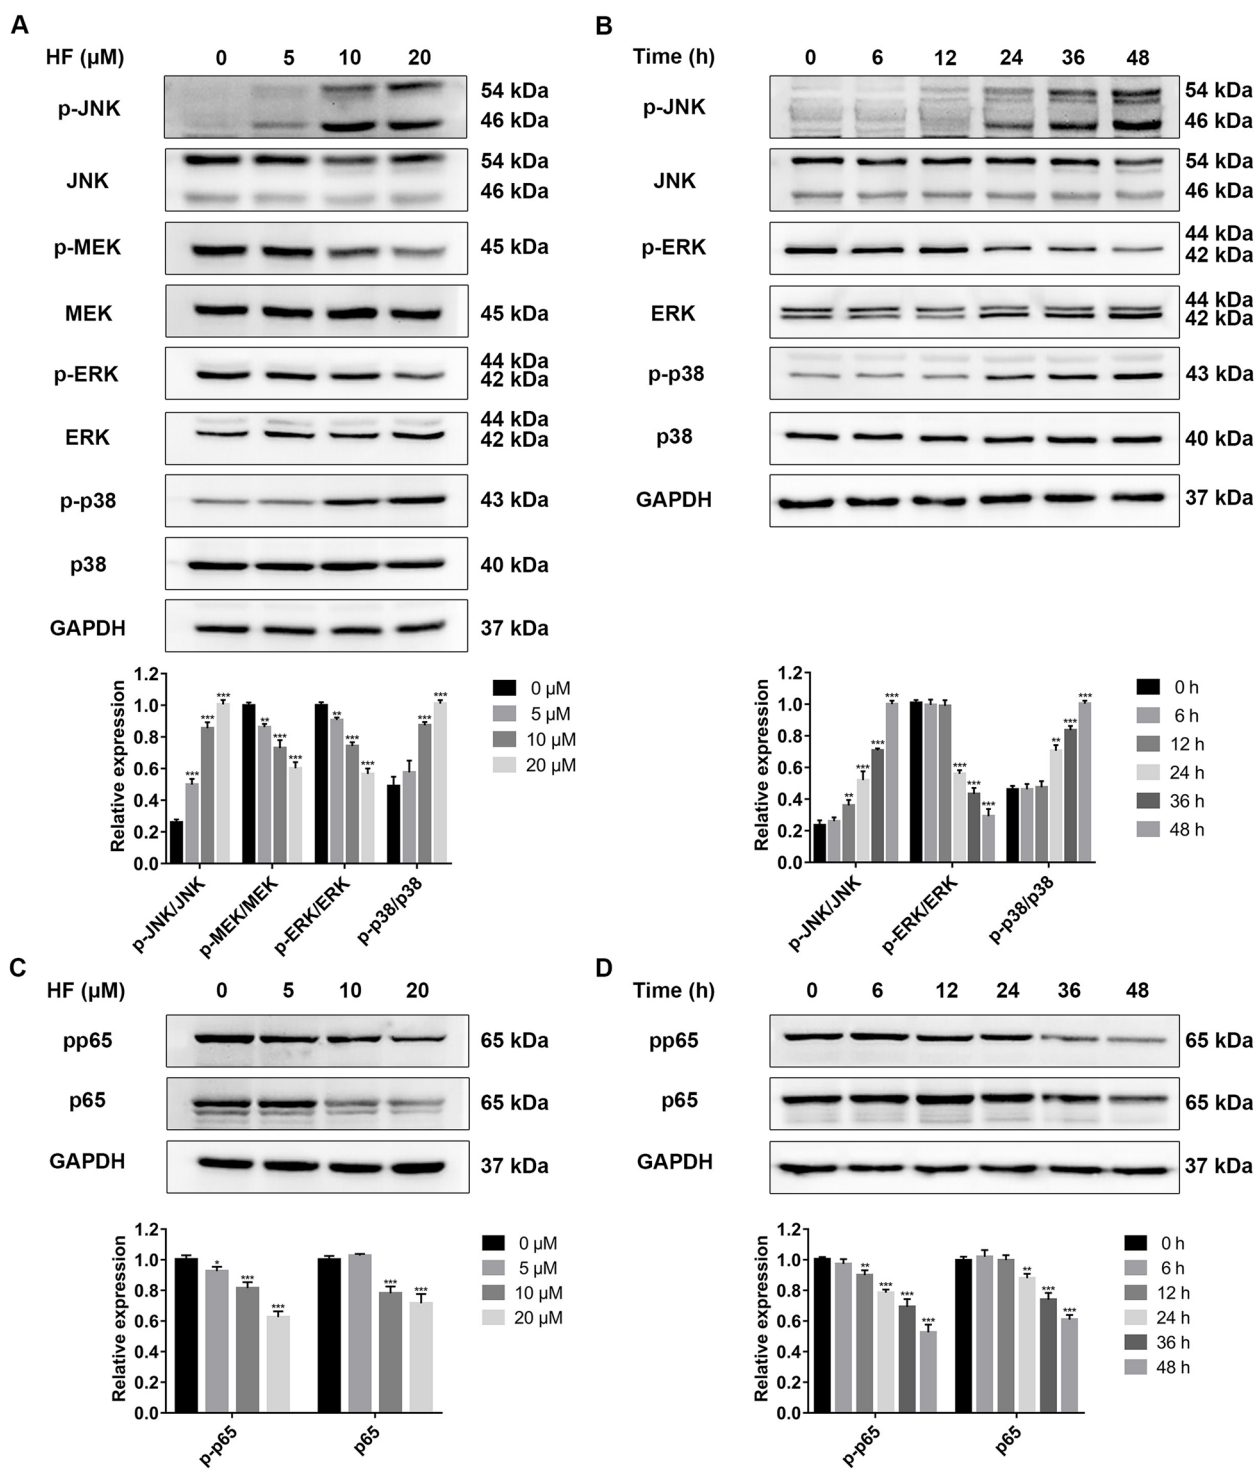 A
HF (μM) 0 5 10 20
p-JNK 54 kDa
46 kDa
JNK 54 kDa
46 kDa
p-MEK 45 kDa
MEK 45 kDa
p-ERK 44 kDa
42 kDa
ERK 44 kDa
42 kDa
p-p38 43 kDa
p38 40 kDa
GAPDH 37 kDa
Relative expression
1.2
1.0
0.8
0.6
0.4
0.2
0.0
*** *** ***
** *** ***
** *** ***
*** ***
p-JNK/JNK
p-MEK/MEK
p-ERK/ERK
p-p38/p38
0 μM
5 μM
10 μM
20 μM
B
Time (h) 0 6 12 24 36 48
p-JNK 54 kDa
46 kDa
JNK 54 kDa
46 kDa
p-ERK 44 kDa
42 kDa
ERK 44 kDa
42 kDa
p-p38 43 kDa
p38 40 kDa
GAPDH 37 kDa
Relative expression
1.2
1.0
0.8
0.6
0.4
0.2
0.0
** *** *** ***
*** *** ***
** *** ***
p-JNK/JNK
p-ERK/ERK
p-p38/p38
0 h
6 h
12 h
24 h
36 h
48 h
C
HF (μM) 0 5 10 20
pp65 65 kDa
p65 65 kDa
GAPDH 37 kDa
Relative expression
1.2
1.0
0.8
0.6
0.4
0.2
0.0
* *** ***
*** ***
p-p65
p65
0 μM
5 μM
10 μM
20 μM
D
Time (h) 0 6 12 24 36 48
pp65 65 kDa
p65 65 kDa
GAPDH 37 kDa
Relative expression
1.2
1.0
0.8
0.6
0.4
0.2
0.0
** *** *** ***
** *** ***
p-p65
p65
0 h
6 h
12 h
24 h
36 h
48 h